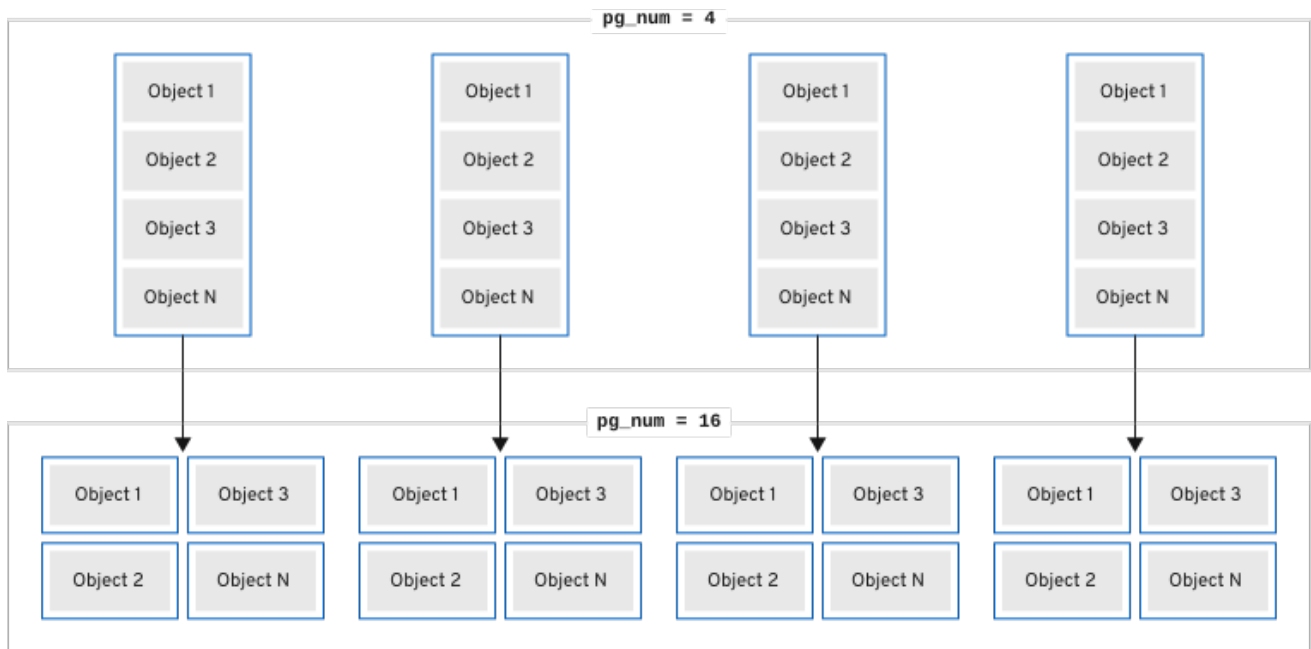 pg_num = 4
Object 1 Object 1 Object 1 Object 1
Object 2 Object 2 Object 2 Object 2
Object 3 Object 3 Object 3 Object 3
Object N Object N Object N Object N
pg_num = 16
Object 1 Object 3 Object 1 Object 3 Object 1 Object 3 Object 1 Object 3
Object 2 Object N Object 2 Object N Object 2 Object N Object 2 Object N